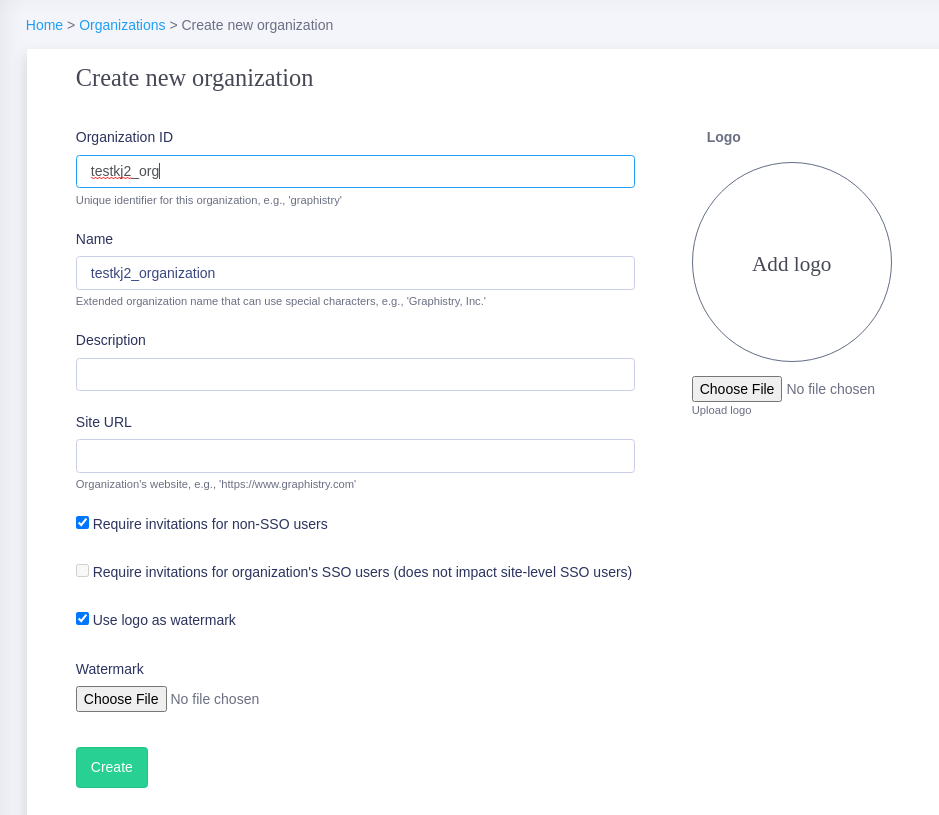 Home > Organizations > Create new organization
Create new organization
Organization ID
testkj2_org
Unique identifier for this organization, e.g., 'graphistry'
Name
testkj2_organization
Extended organization name that can use special characters, e.g., 'Graphistry, Inc.'
Description
Site URL
Organization's website, e.g., 'https://www.graphistry.com'
Require invitations for non-SSO users
Require invitations for organization's SSO users (does not impact site-level SSO users)
Use logo as watermark
Watermark
Choose File No file chosen
Create
Logo
Add logo
Choose File No file chosen
Upload logo